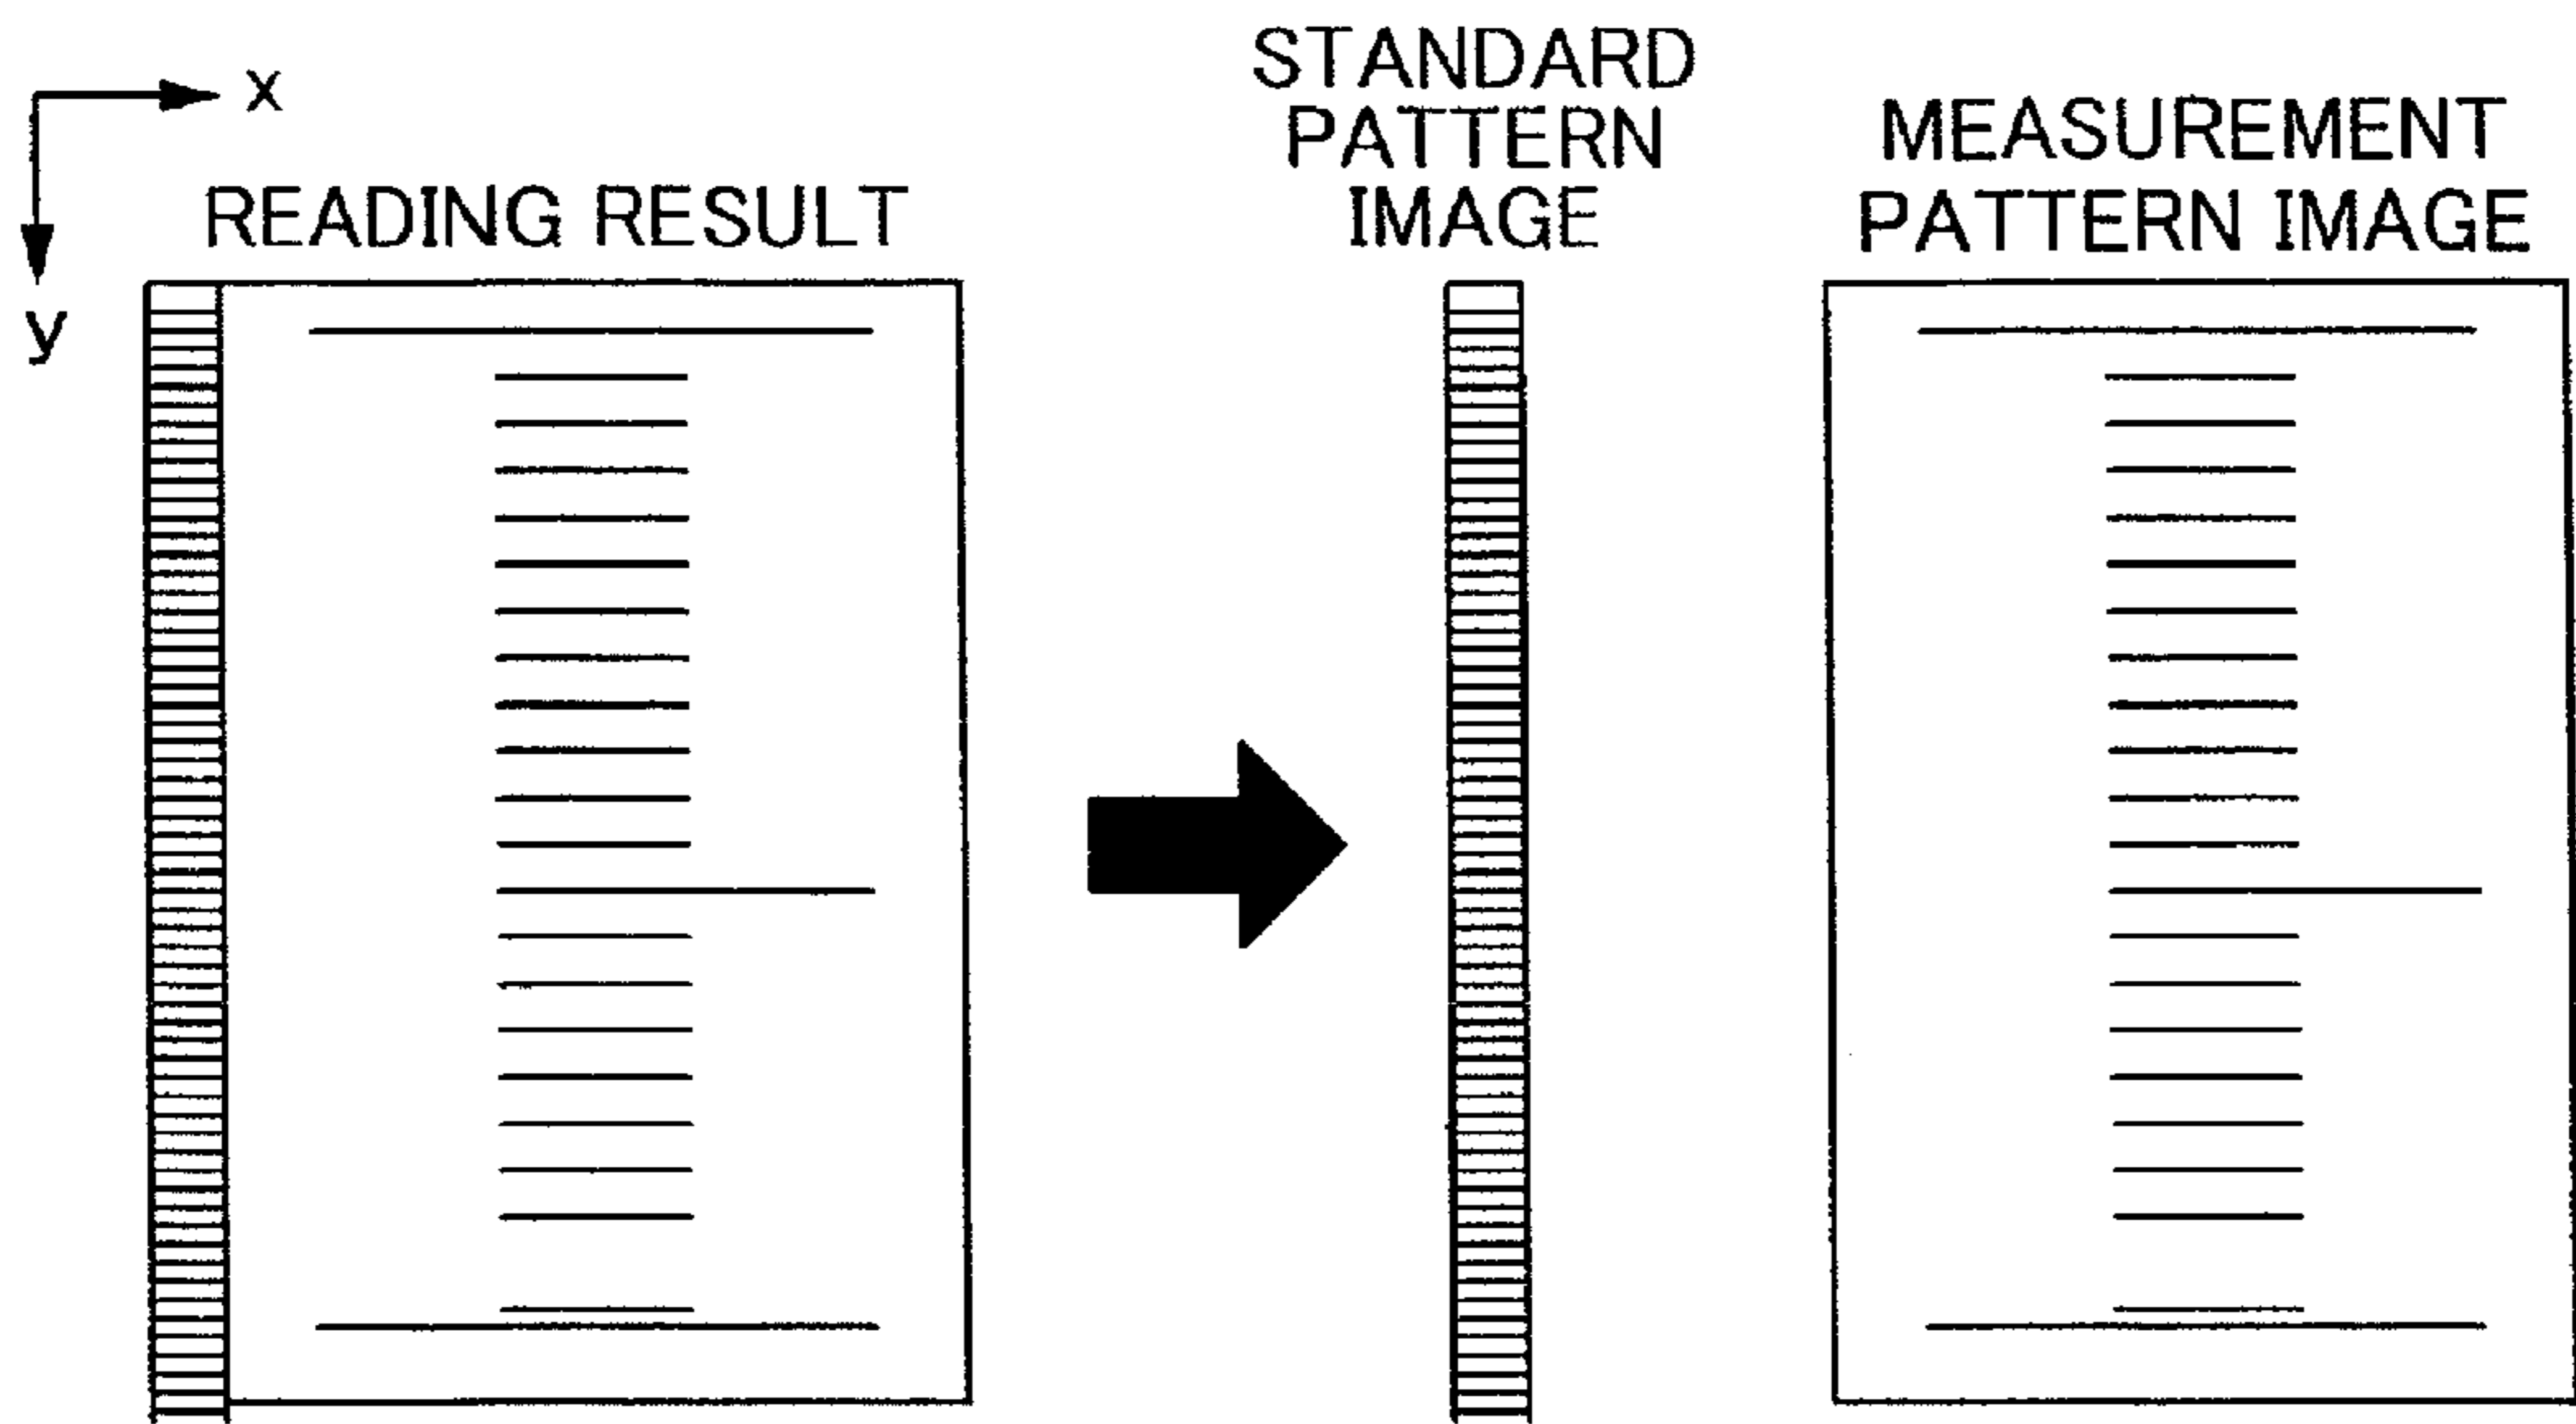 x
y
READING RESULT
STANDARD
PATTERN
IMAGE
MEASUREMENT
PATTERN IMAGE